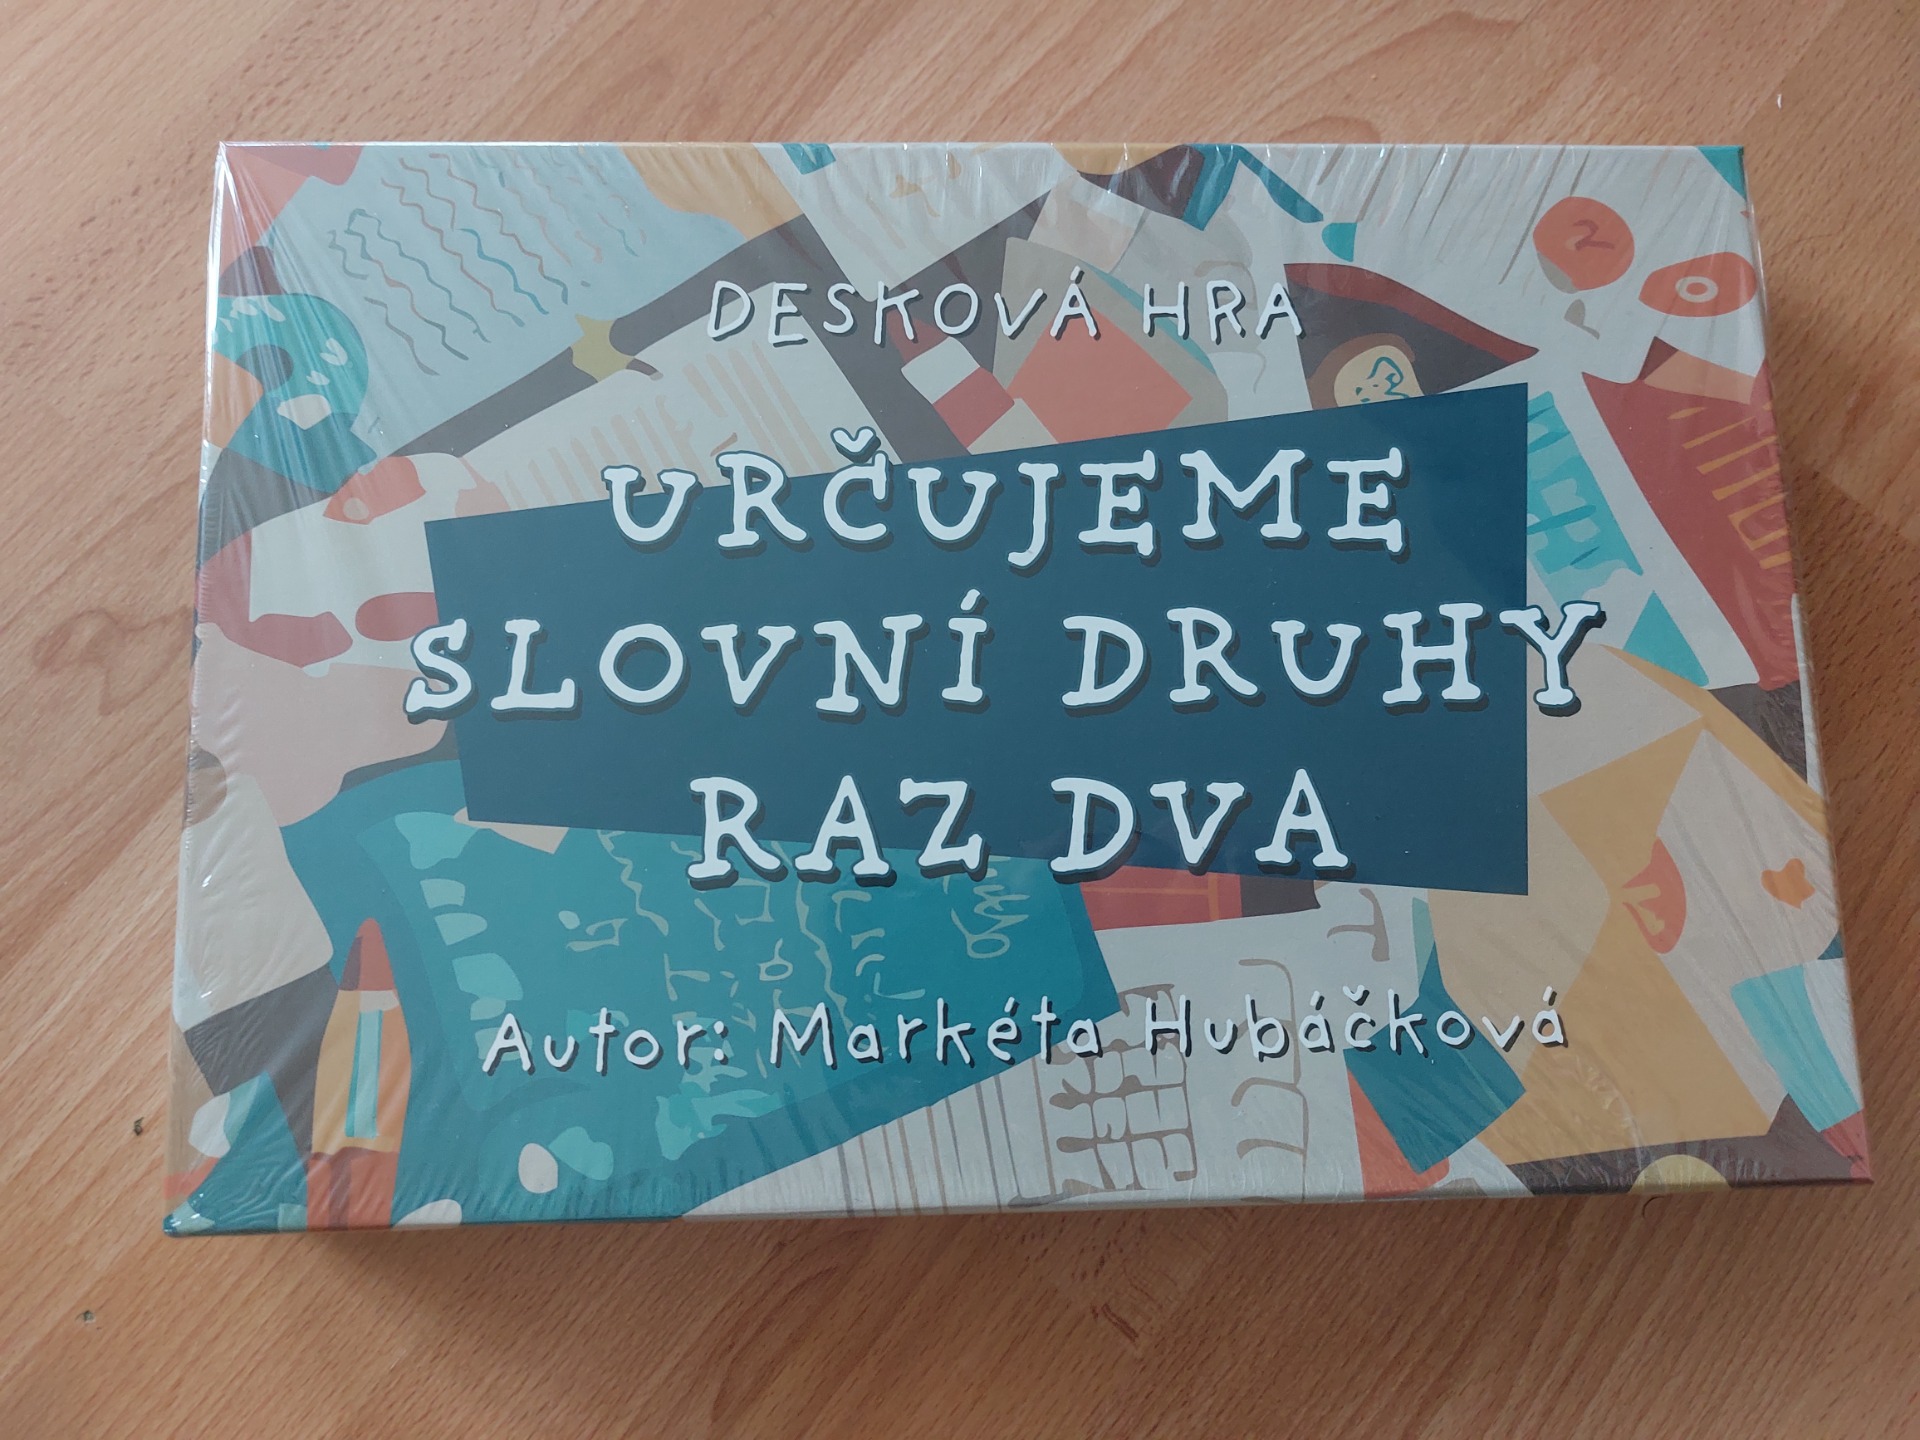 DESKOVÁ HRA
URČUJEME
SLOVNÍ DRUHY
RAZ DVA
Autor: Markéta Hubáčková